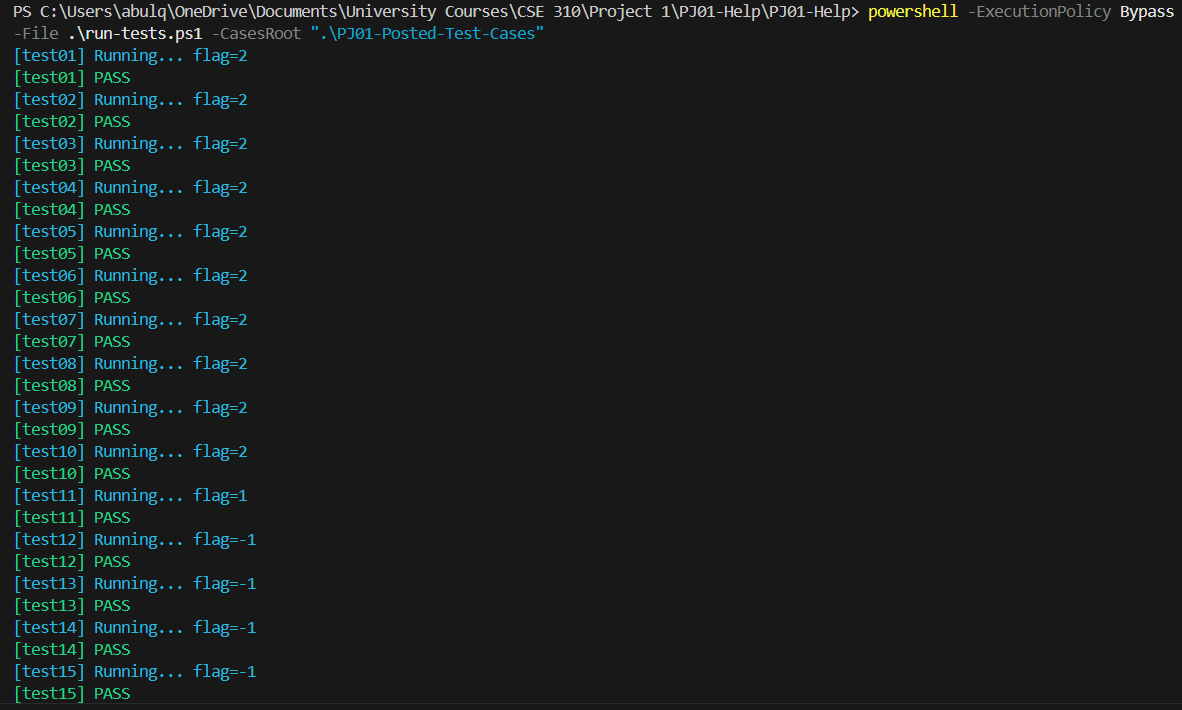 PS C:\Users\abulq\OneDrive\Documents\University Courses\CSE 310\Project 1\PJ01-Help\PJ01-Help> powershell -ExecutionPolicy Bypass
-File .\run-tests.ps1 -CasesRoot ".\PJ01-Posted-Test-Cases"
[test01] Running... flag=2
[test01] PASS
[test02] Running... flag=2
[test02] PASS
[test03] Running... flag=2
[test03] PASS
[test04] Running... flag=2
[test04] PASS
[test05] Running... flag=2
[test05] PASS
[test06] Running... flag=2
[test06] PASS
[test07] Running... flag=2
[test07] PASS
[test08] Running... flag=2
[test08] PASS
[test09] Running... flag=2
[test09] PASS
[test10] Running... flag=2
[test10] PASS
[test11] Running... flag=1
[test11] PASS
[test12] Running... flag=-1
[test12] PASS
[test13] Running... flag=-1
[test13] PASS
[test14] Running... flag=-1
[test14] PASS
[test15] Running... flag=-1
[test15] PASS